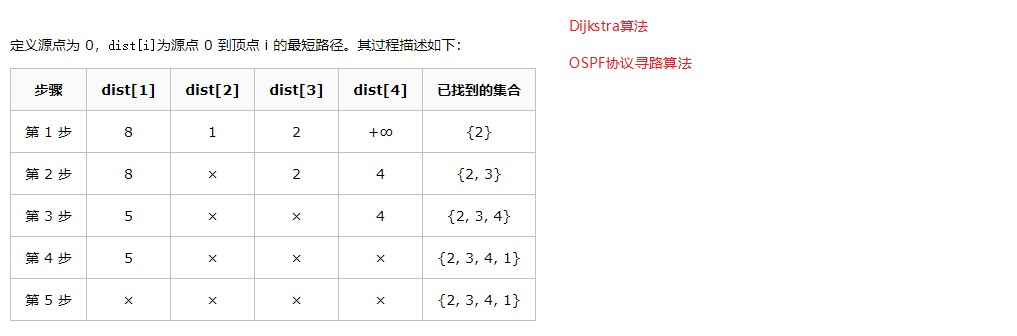 Dijkstra算法
定义源点为 0，dist[i]为源点 0 到顶点 i 的最短路径。其过程描述如下：
OSPF协议寻路算法
步骤 dist[1] dist[2] dist[3] dist[4] 已找到的集合
第 1 步 8 1 2 +∞ {2}
第 2 步 8 × 2 4 {2, 3}
第 3 步 5 × × 4 {2, 3, 4}
第 4 步 5 × × × {2, 3, 4, 1}
第 5 步 × × × × {2, 3, 4, 1}